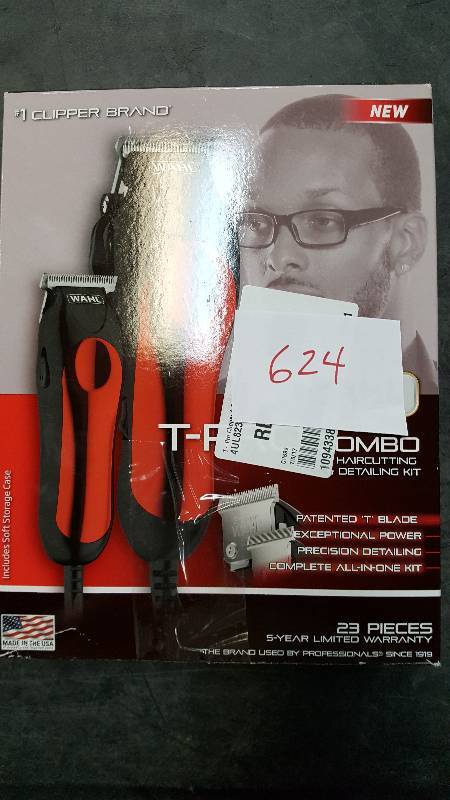 #1 CLIPPER BRAND
NEW
WAHL
WAHL
624
4UL823
1094338
OMBO
HAIRCUTTING
DETAILING KIT
PATENTED 'T' BLADE
EXCEPTIONAL POWER
PRECISION DETAILING
COMPLETE ALL-IN-ONE KIT
Includes Soft Storage Case
MADE IN THE USA
23 PIECES
5-YEAR LIMITED WARRANTY
THE BRAND USED BY PROFESSIONALS® SINCE 1919